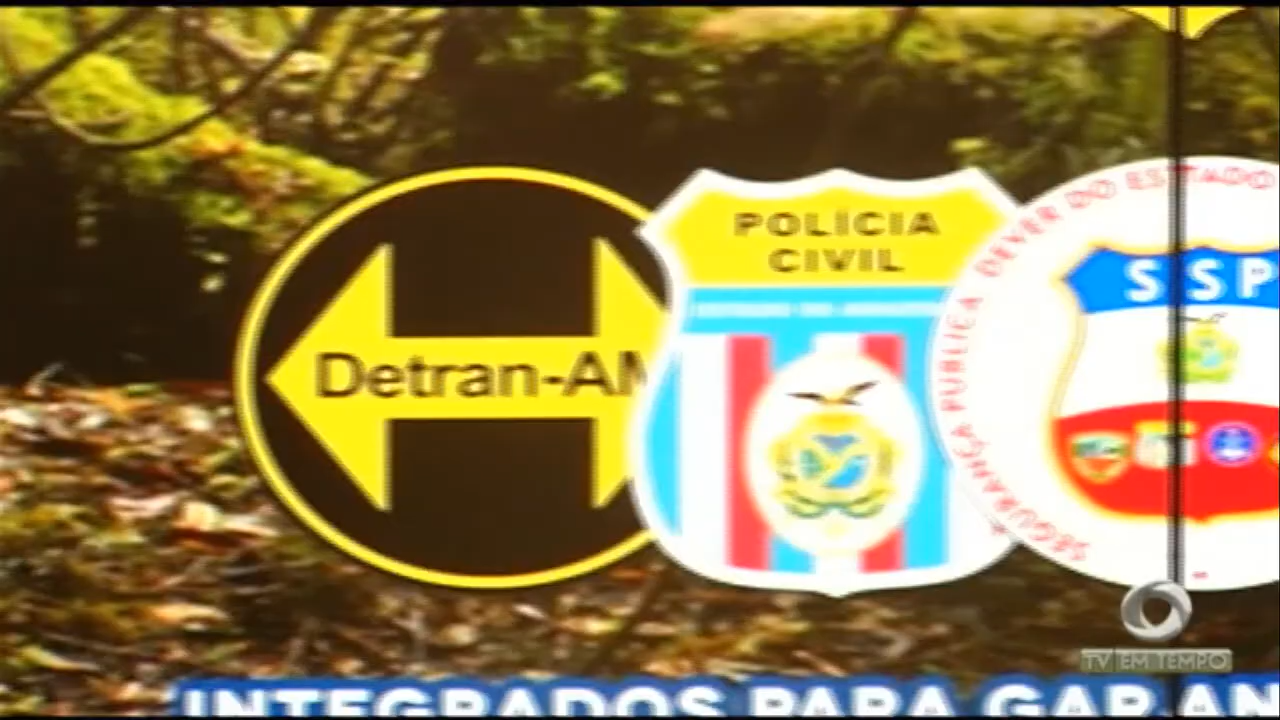 Detran-AM
POLÍCIA
CIVIL
SEGURANÇA PÚBLICA DEVER DO ESTADO
SSP
TV EM TEMPO
INTEGRADOS PARA GARAN